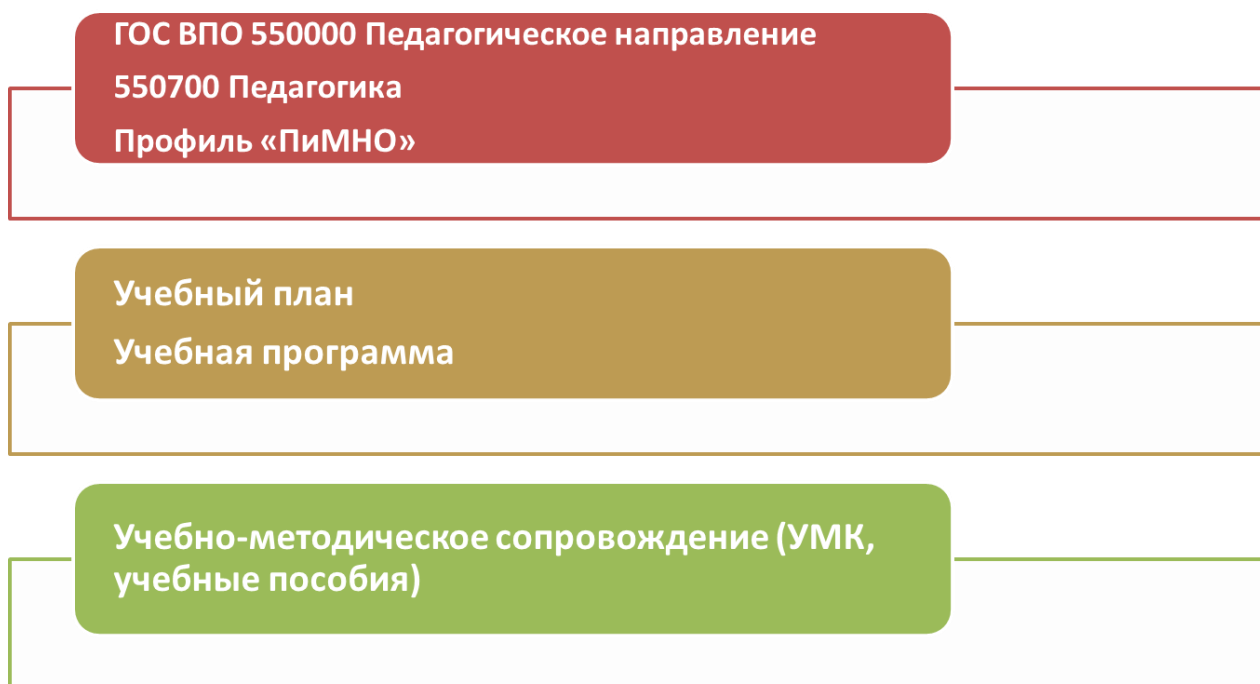 ГОС ВПО 550000 Педагогическое направление
550700 Педагогика
Профиль «ПиМНО»
Учебный план
Учебная программа
Учебно-методическое сопровождение (УМК,
учебные пособия)